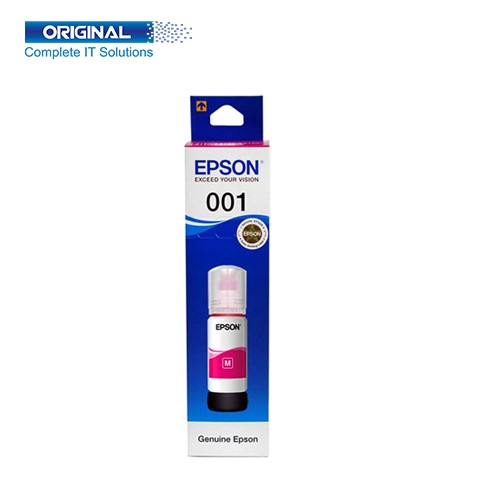 ORIGINAL
Complete IT Solutions
EPSON
EXCEED YOUR VISION
001
EPSON
EPSON
M
Genuine Epson